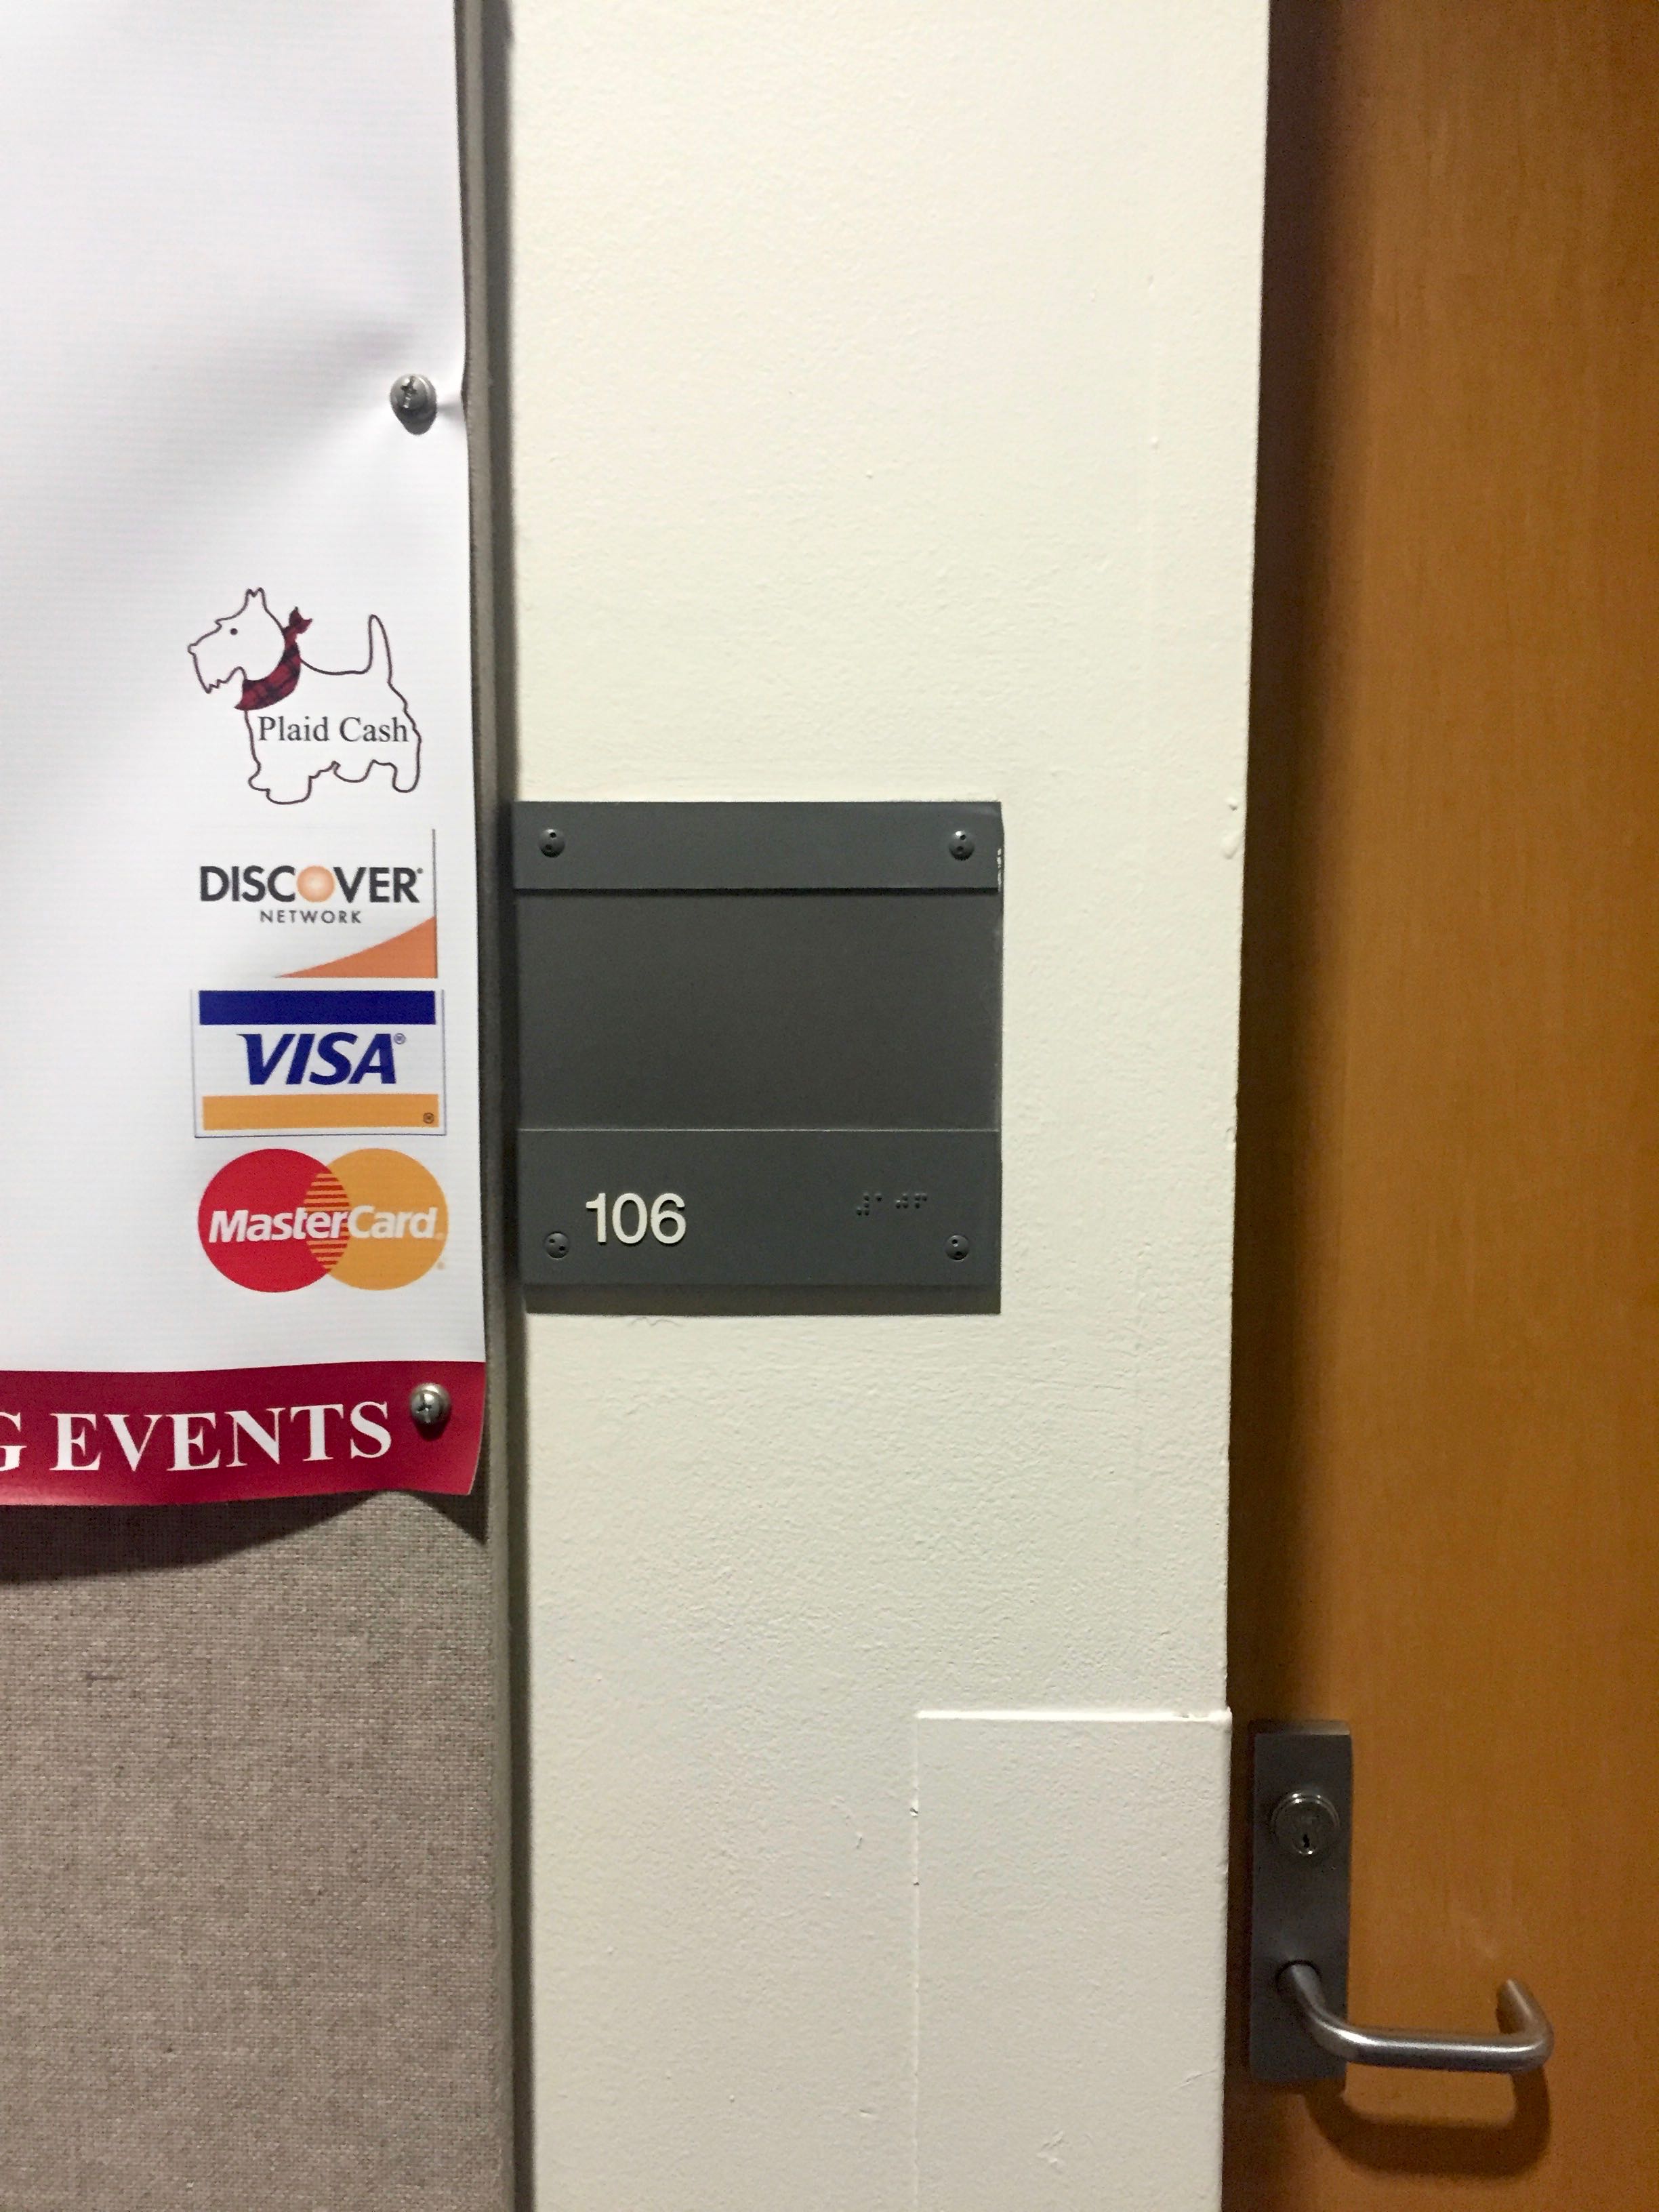 Plaid Cash
DISCOVER
NETWORK
VISA
MasterCard
G EVENTS
106
⠼⠁⠚⠋